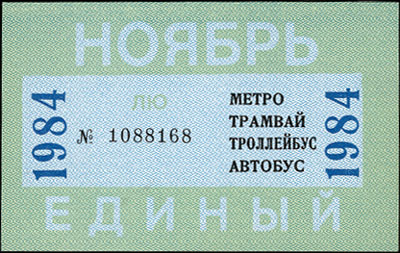 НОЯБРЬ
1984
ЛЮ
№ 1088168
МЕТРО
ТРАМВАЙ
ТРОЛЛЕЙБУС
АВТОБУС
1984
ЕДИНЫЙ